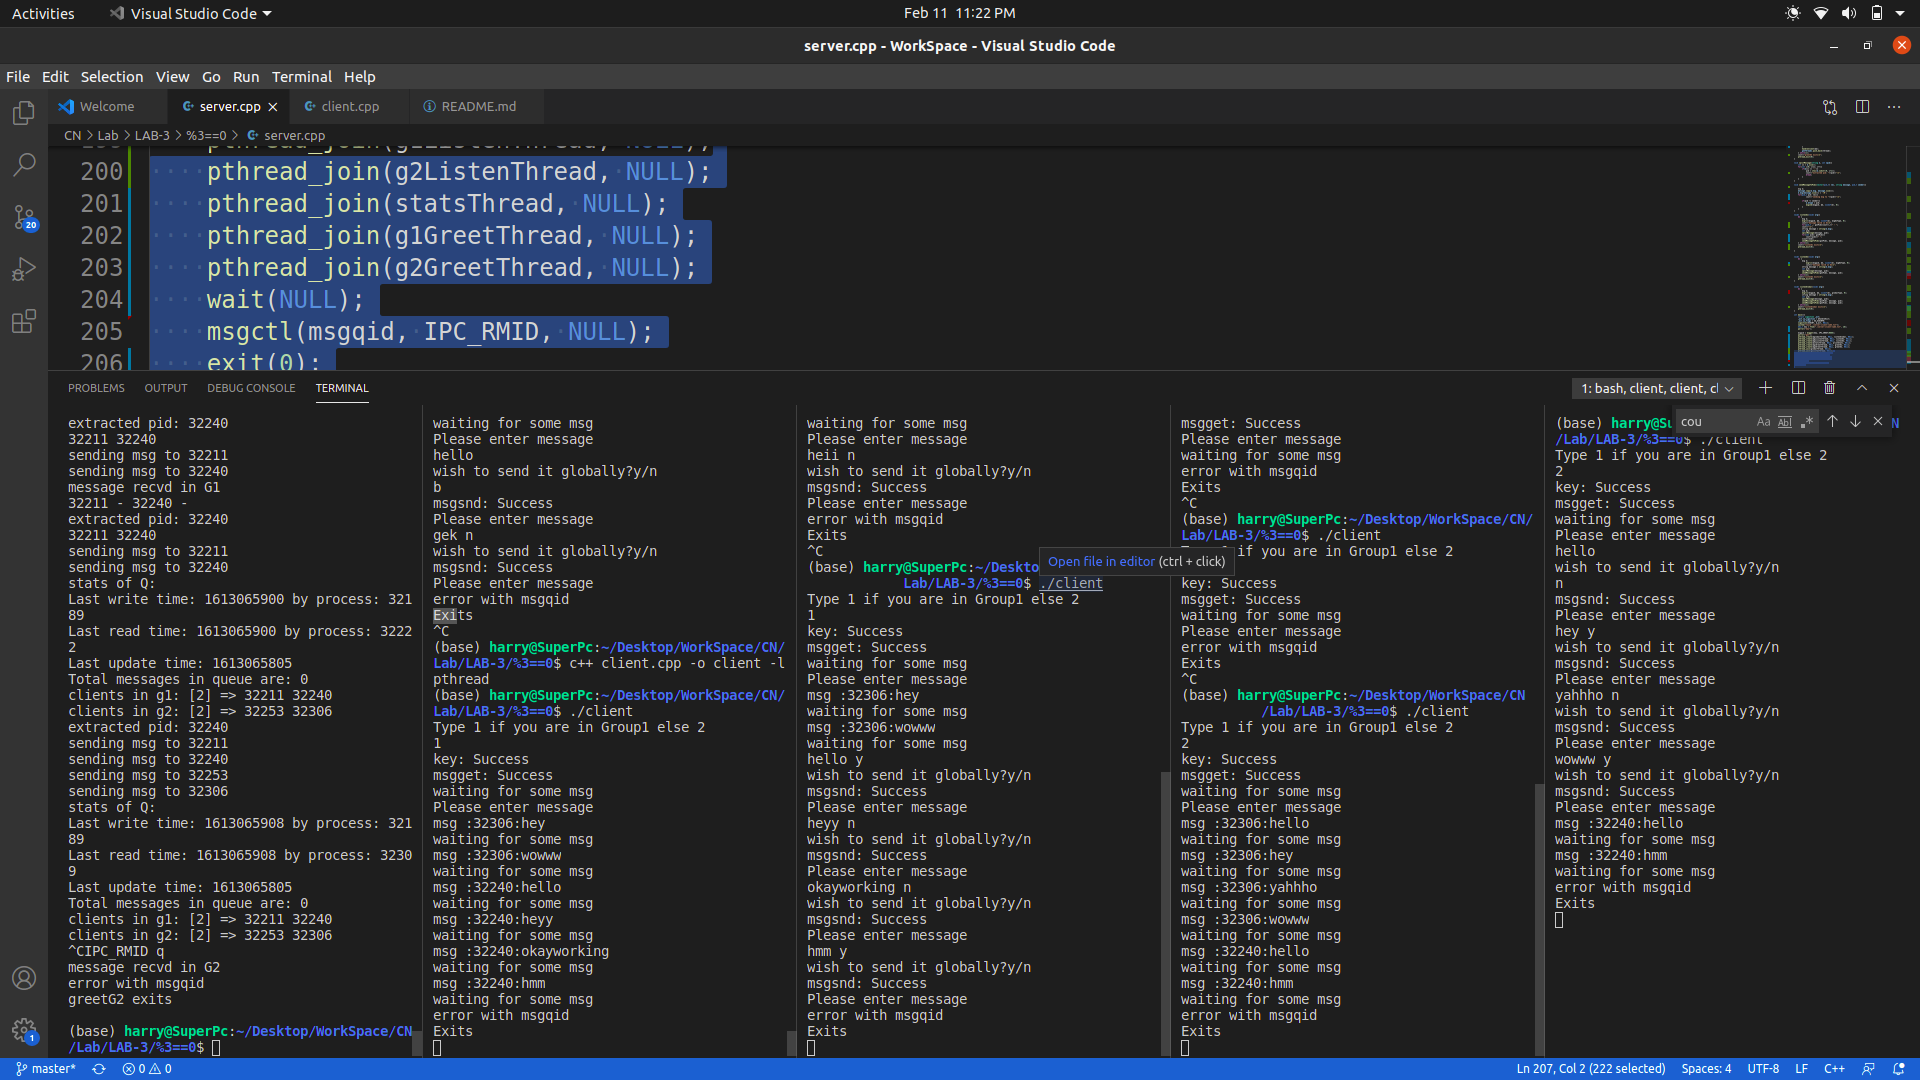 Activities
Visual Studio Code
Feb 11 11:22 PM
server.cpp - WorkSpace - Visual Studio Code
File Edit Selection View Go Run Terminal Help
Welcome
server.cpp
client.cpp
README.md
CN > Lab > LAB-3 > %3==0 > server.cpp
200 pthread_join(g2ListenThread, NULL);
201 pthread_join(statsThread, NULL);
202 pthread_join(g1GreetThread, NULL);
203 pthread_join(g2GreetThread, NULL);
204 wait(NULL);
205 msgctl(msgqid, IPC_RMID, NULL);
206 exit(0);
20
1
PROBLEMS OUTPUT DEBUG CONSOLE TERMINAL
1: bash, client, client, cl
cou
extracted pid: 32240
32211 32240
sending msg to 32211
sending msg to 32240
message recvd in G1
32211 - 32240 -
extracted pid: 32240
32211 32240
sending msg to 32211
sending msg to 32240
stats of Q:
Last write time: 1613065900 by process: 321
89
Last read time: 1613065900 by process: 3222
2
Last update time: 1613065805
Total messages in queue are: 0
clients in g1: [2] => 32211 32240
clients in g2: [2] => 32253 32306
extracted pid: 32240
sending msg to 32211
sending msg to 32240
sending msg to 32253
sending msg to 32306
stats of Q:
Last write time: 1613065908 by process: 321
89
Last read time: 1613065908 by process: 3230
9
Last update time: 1613065805
Total messages in queue are: 0
clients in g1: [2] => 32211 32240
clients in g2: [2] => 32253 32306
^CIPC_RMID q
message recvd in G2
error with msgqid
greetG2 exits
(base) harry@SuperPc:~/Desktop/WorkSpace/CN
/Lab/LAB-3/%3==0$
waiting for some msg
Please enter message
hello
wish to send it globally?y/n
b
msgsnd: Success
Please enter message
gek n
wish to send it globally?y/n
msgsnd: Success
Please enter message
error with msgqid
Exits
^C
(base) harry@SuperPc:~/Desktop/WorkSpace/CN/
Lab/LAB-3/%3==0$ c++ client.cpp -o client -l
pthread
(base) harry@SuperPc:~/Desktop/WorkSpace/CN/
Lab/LAB-3/%3==0$ ./client
Type 1 if you are in Group1 else 2
1
key: Success
msgget: Success
waiting for some msg
Please enter message
msg :32306:hey
waiting for some msg
msg :32306:wowww
waiting for some msg
msg :32240:hello
waiting for some msg
msg :32240:heyy
waiting for some msg
msg :32240:okayworking
waiting for some msg
msg :32240:hmm
waiting for some msg
error with msgqid
Exits
waiting for some msg
Please enter message
heii n
wish to send it globally?y/n
msgsnd: Success
Please enter message
error with msgqid
Exits
^C
(base) harry@SuperPc:~/Deskto
Lab/LAB-3/%3==0$ ./client
Open file in editor (ctrl + click)
Type 1 if you are in Group1 else 2
1
key: Success
msgget: Success
waiting for some msg
Please enter message
msg :32306:hey
waiting for some msg
msg :32306:wowww
waiting for some msg
hello y
wish to send it globally?y/n
msgsnd: Success
Please enter message
heyy n
wish to send it globally?y/n
msgsnd: Success
Please enter message
okayworking n
wish to send it globally?y/n
msgsnd: Success
Please enter message
hmm y
wish to send it globally?y/n
msgsnd: Success
Please enter message
error with msgqid
Exits
msgget: Success
Please enter message
waiting for some msg
error with msgqid
Exits
^C
(base) harry@SuperPc:~/Desktop/WorkSpace/CN/
Lab/LAB-3/%3==0$ ./client
if you are in Group1 else 2
key: Success
msgget: Success
waiting for some msg
Please enter message
error with msgqid
Exits
^C
(base) harry@SuperPc:~/Desktop/WorkSpace/CN
/Lab/LAB-3/%3==0$ ./client
Type 1 if you are in Group1 else 2
2
key: Success
msgget: Success
waiting for some msg
Please enter message
msg :32306:hello
waiting for some msg
msg :32306:hey
waiting for some msg
msg :32306:yahhho
waiting for some msg
msg :32306:wowww
waiting for some msg
msg :32240:hello
waiting for some msg
msg :32240:hmm
waiting for some msg
error with msgqid
Exits
(base) harry@Su N
/Lab/LAB-3/%3==0$ ./client
Type 1 if you are in Group1 else 2
2
key: Success
msgget: Success
waiting for some msg
Please enter message
hello
wish to send it globally?y/n
n
msgsnd: Success
Please enter message
hey y
wish to send it globally?y/n
msgsnd: Success
Please enter message
yahhho n
wish to send it globally?y/n
msgsnd: Success
Please enter message
wowww y
wish to send it globally?y/n
msgsnd: Success
Please enter message
msg :32240:hello
waiting for some msg
msg :32240:hmm
waiting for some msg
error with msgqid
Exits
master* 0 0
Ln 207, Col 2 (222 selected) Spaces: 4 UTF-8 LF C++